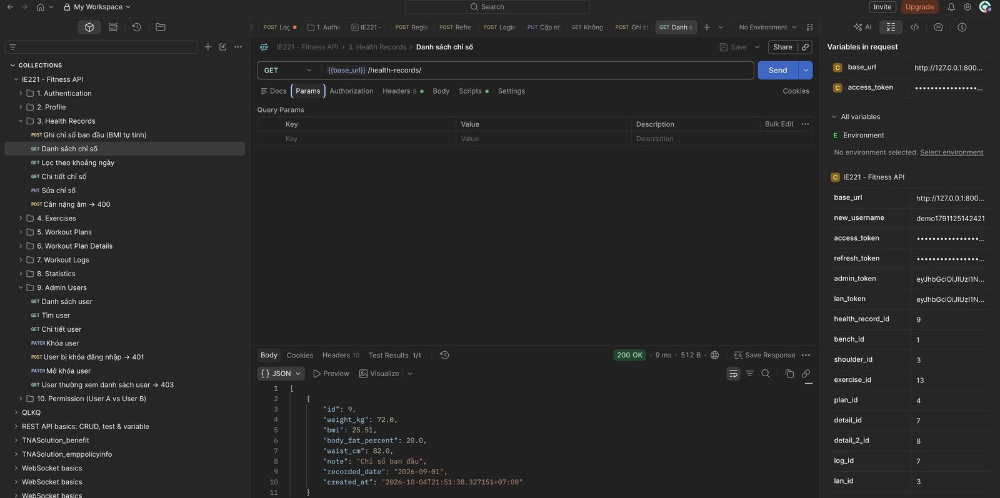 My Workspace
Search
Invite
Upgrade
POST Log
1. Authe
IE221 -
POST Regis
POST Refre
POST Login
PUT Cập nh
GET Không
POST Ghi c
GET Danh s
No Environment
AI
IE221 - Fitness API > 3. Health Records > Danh sách chỉ số
Save
Share
Variables in request
COLLECTIONS
IE221 - Fitness API
1. Authentication
2. Profile
3. Health Records
POST Ghi chỉ số ban đầu (BMI tự tính)
GET Danh sách chỉ số
GET Lọc theo khoảng ngày
GET Chi tiết chỉ số
PUT Sửa chỉ số
POST Cân nặng âm → 400
4. Exercises
5. Workout Plans
6. Workout Plan Details
7. Workout Logs
8. Statistics
9. Admin Users
GET Danh sách user
GET Tìm user
GET Chi tiết user
PATCH Khóa user
POST User bị khóa đăng nhập → 401
PATCH Mở khóa user
GET User thường xem danh sách user → 403
10. Permission (User A vs User B)
QLKQ
REST API basics: CRUD, test & variable
TNASolution_benefit
TNASolution_emppolicyinfo
WebSocket basics
WebSocket basics
WebSocket basics
HTTP
GET
{{base_url}} /health-records/
Send
Docs
Params
Authorization
Headers 8
Body
Scripts
Settings
Cookies
Query Params
Key Value Description Bulk Edit
Key Value Description
Body
Cookies
Headers 10
Test Results 1/1
200 OK • 9 ms • 512 B
e.g. Save Response
{} JSON
Preview
Visualize
1 [
2 {
3 "id": 9,
4 "weight_kg": 72.0,
5 "bmi": 25.51,
6 "body_fat_percent": 20.0,
7 "waist_cm": 82.0,
8 "note": "Chỉ số ban đầu",
9 "recorded_date": "2026-09-01",
10 "created_at": "2026-10-04T21:51:38.327151+07:00"
11 }
C base_url http://127.0.0.1:800...
C access_token ••••••••••••••••...
All variables
E Environment
No environment selected. Select environment
C IE221 - Fitness API
base_url http://127.0.0.1:800...
new_username demo1791125142421
access_token ••••••••••••••••...
refresh_token ••••••••••••••••...
admin_token eyJhbGciOiJIUzI1N...
lan_token eyJhbGciOiJIUzI1N...
health_record_id 9
bench_id 1
shoulder_id 3
exercise_id 13
plan_id 4
detail_id 7
detail_2_id 8
log_id 7
lan_id 3